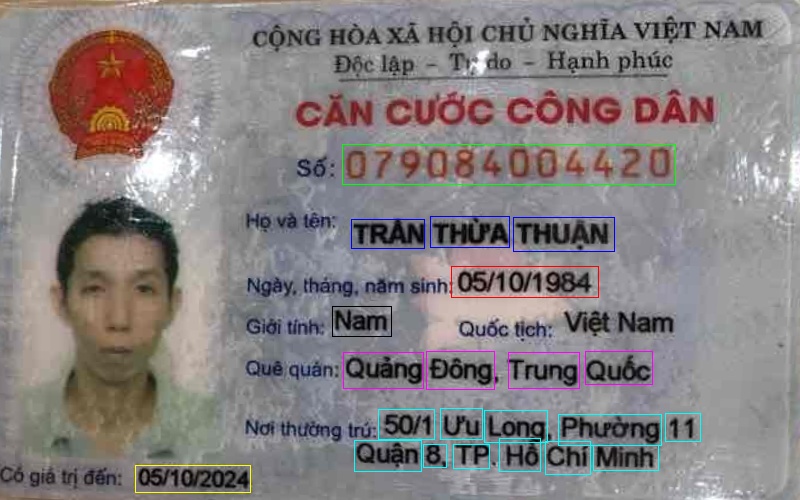 CỘNG HÒA XÃ HỘI CHỦ NGHĨA VIỆT NAM
Độc lập - Tự do - Hạnh phúc
CĂN CƯỚC CÔNG DÂN
Số: 079084004420
Họ và tên: TRẦN THỪA THUẬN
Ngày, tháng, năm sinh: 05/10/1984
Giới tính: Nam Quốc tịch: Việt Nam
Quê quán: Quảng Đông, Trung Quốc
Nơi thường trú: 50/1 Ưu Long, Phường 11
Quận 8, TP. Hồ Chí Minh
Có giá trị đến: 05/10/2024